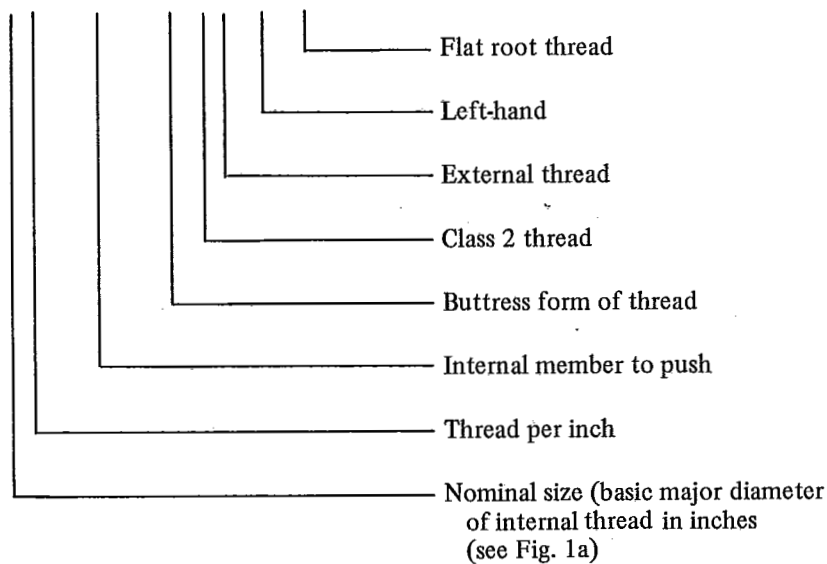 Flat root thread
Left-hand
External thread
Class 2 thread
Buttress form of thread
Internal member to push
Thread per inch
Nominal size (basic major diameter
of internal thread in inches
(see Fig. 1a)